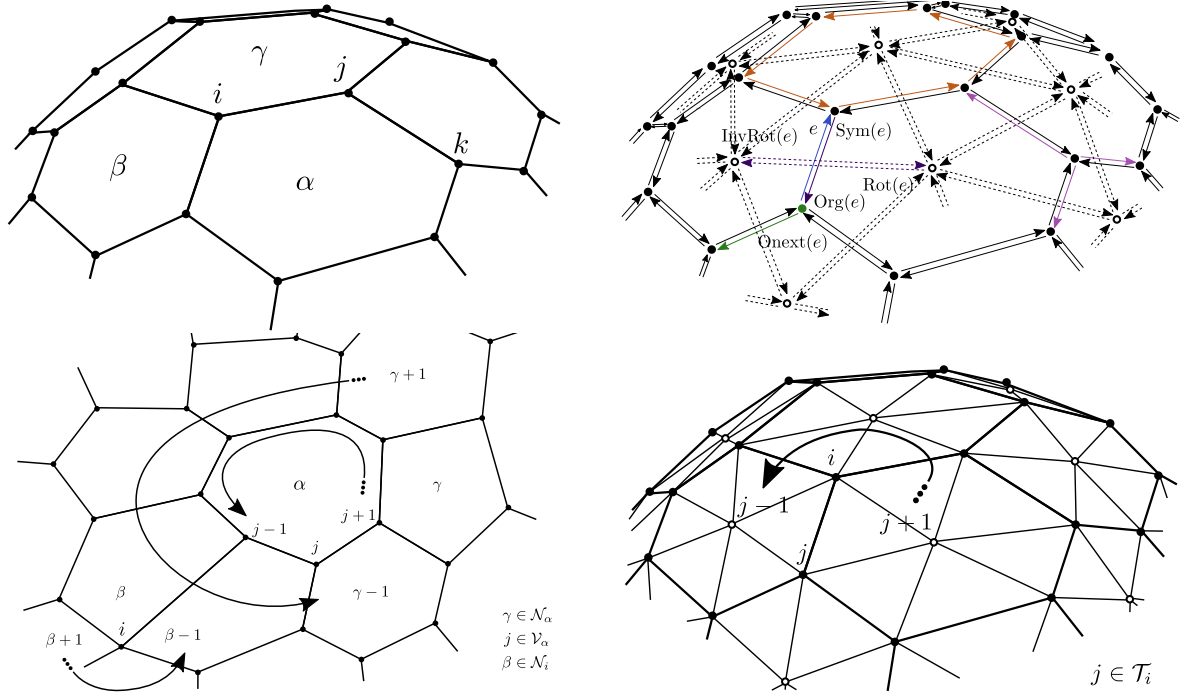 γ
j
i
k
β
α
e
Sym(e)
InvRot(e)
Rot(e)
Org(e)
Onext(e)
γ + 1
α
γ
j + 1
j − 1
j
β
γ − 1
γ ∈ 𝒩α
β + 1
i
β − 1
j ∈ 𝒱α
β ∈ 𝒩i
i
j − 1
j + 1
j
j ∈ 𝒯i